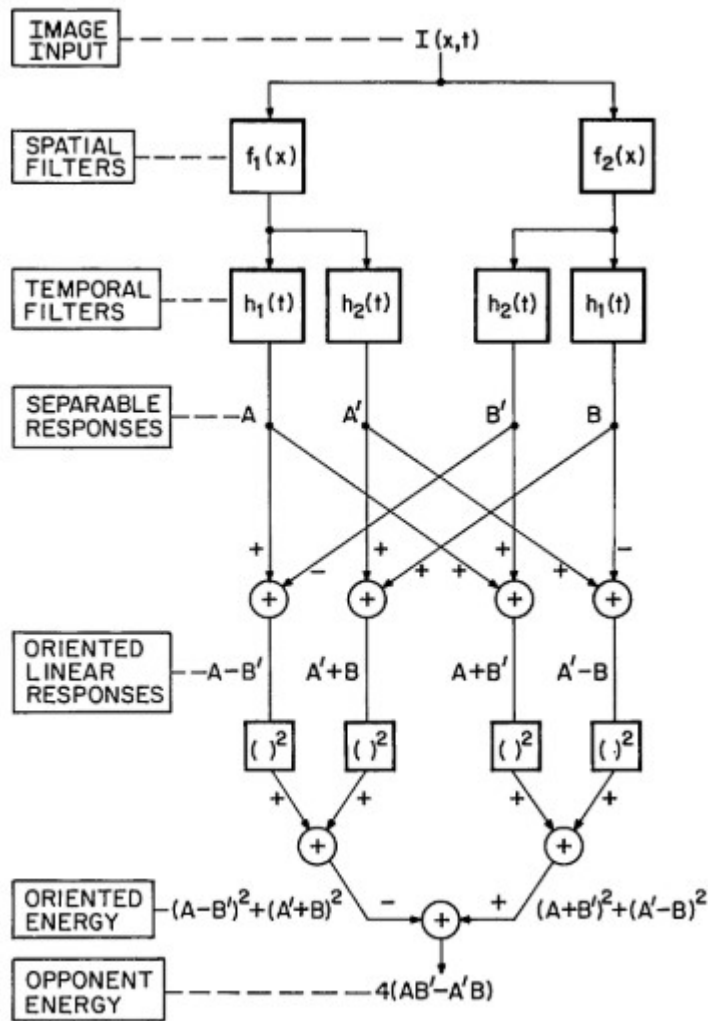 IMAGE INPUT
I(x,t)
SPATIAL FILTERS
f₁(x)
f₂(x)
TEMPORAL FILTERS
h₁(t)
h₂(t)
h₂(t)
h₁(t)
SEPARABLE RESPONSES
A
A′
B′
B
+
−
+
+
+
+
+
−
+
+
+
+
ORIENTED LINEAR RESPONSES
A−B′
A′+B
A+B′
A′−B
( )²
( )²
( )²
( )²
+
+
+
+
+
+
ORIENTED ENERGY
(A−B′)²+(A′+B)²
−
+
+
(A+B′)²+(A′−B)²
OPPONENT ENERGY
4(AB′−A′B)